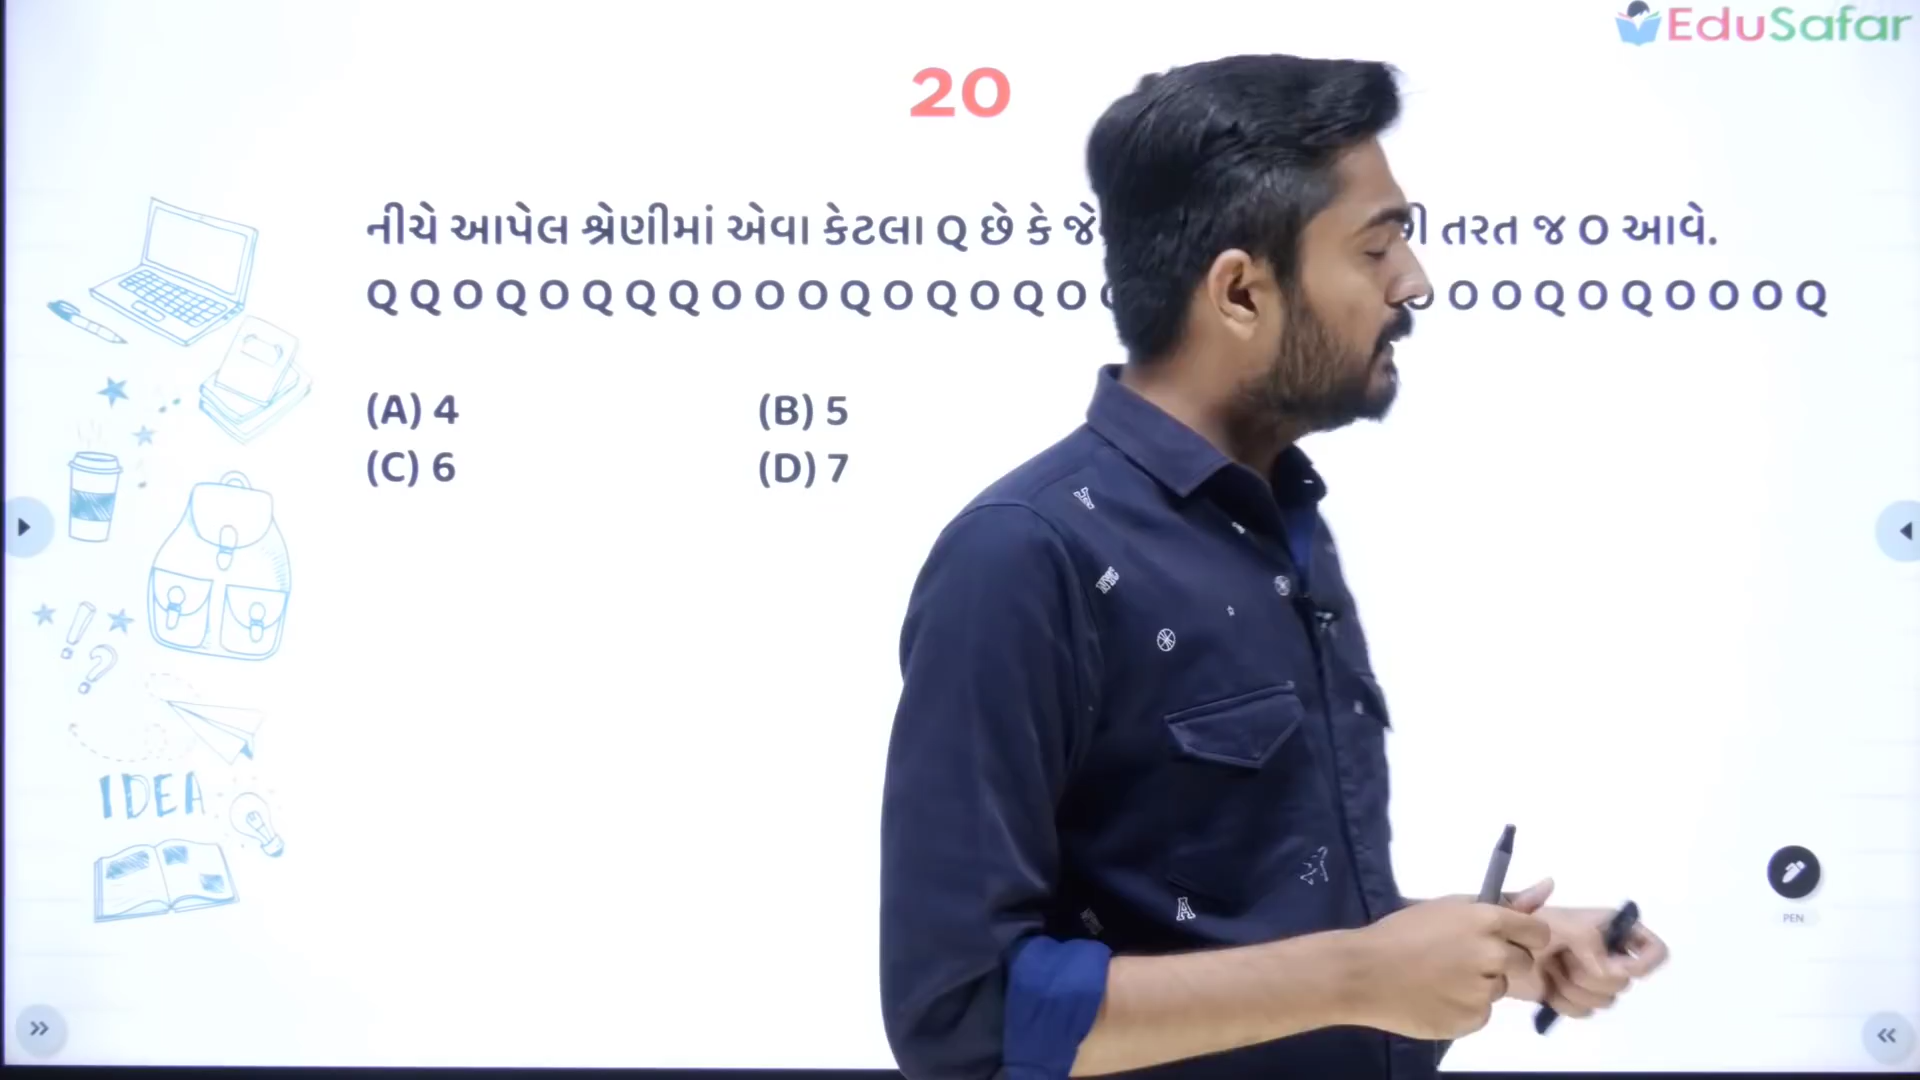 EduSafar
20
નીચે આપેલ શ્રેણીમાં એવા કેટલા Q છે કે તરત જ O આવે.
Q Q O Q O Q Q Q O O O Q O Q O Q O O O Q O Q O O O Q
(A) 4 (B) 5
(C) 6 (D) 7
IDEA
A
PEN